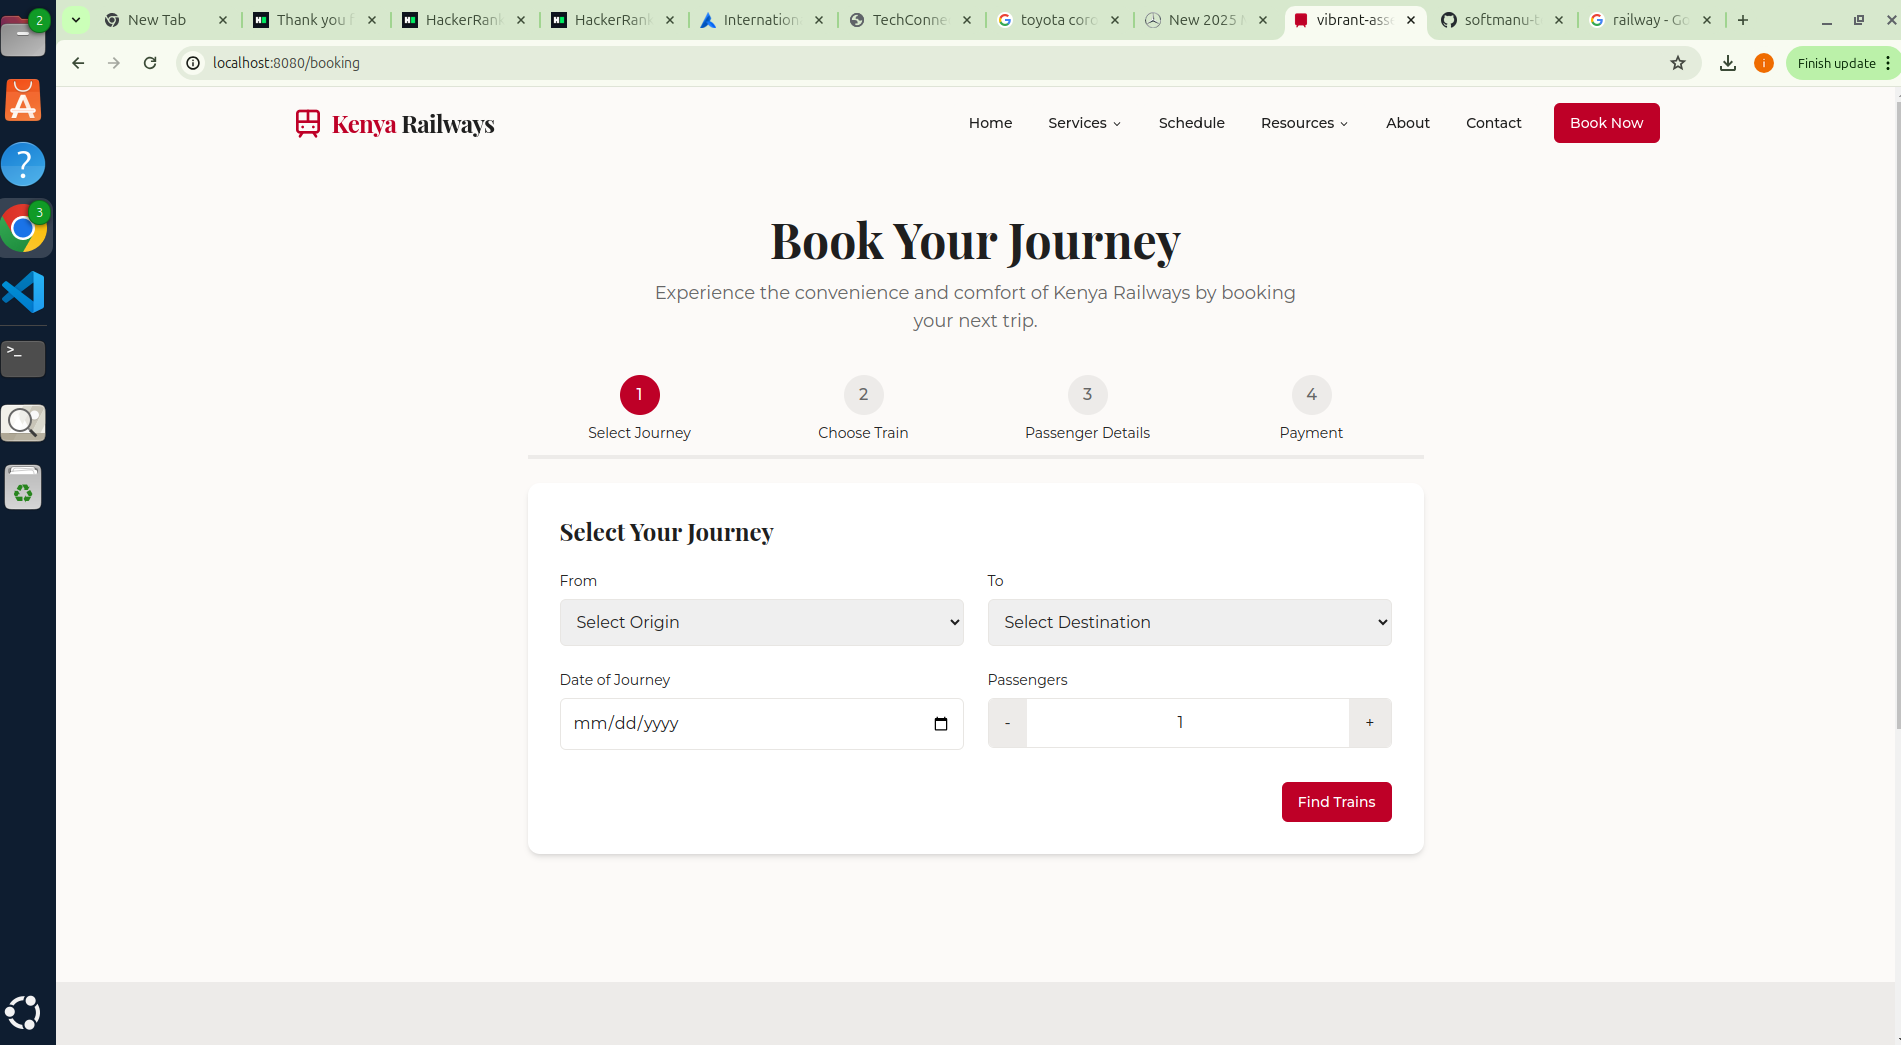 2
New Tab
Thank you f
HackerRank
HackerRank
Internation
TechConne
toyota coro
New 2025 M
vibrant-asse
softmanu-t
railway - Go
localhost:8080/booking
Finish update
Kenya Railways
Home
Services
Schedule
Resources
About
Contact
Book Now
3
Book Your Journey
Experience the convenience and comfort of Kenya Railways by booking
your next trip.
1
2
3
4
Select Journey
Choose Train
Passenger Details
Payment
Select Your Journey
From
To
Select Origin
Select Destination
Date of Journey
Passengers
mm/dd/yyyy
-
1
+
Find Trains